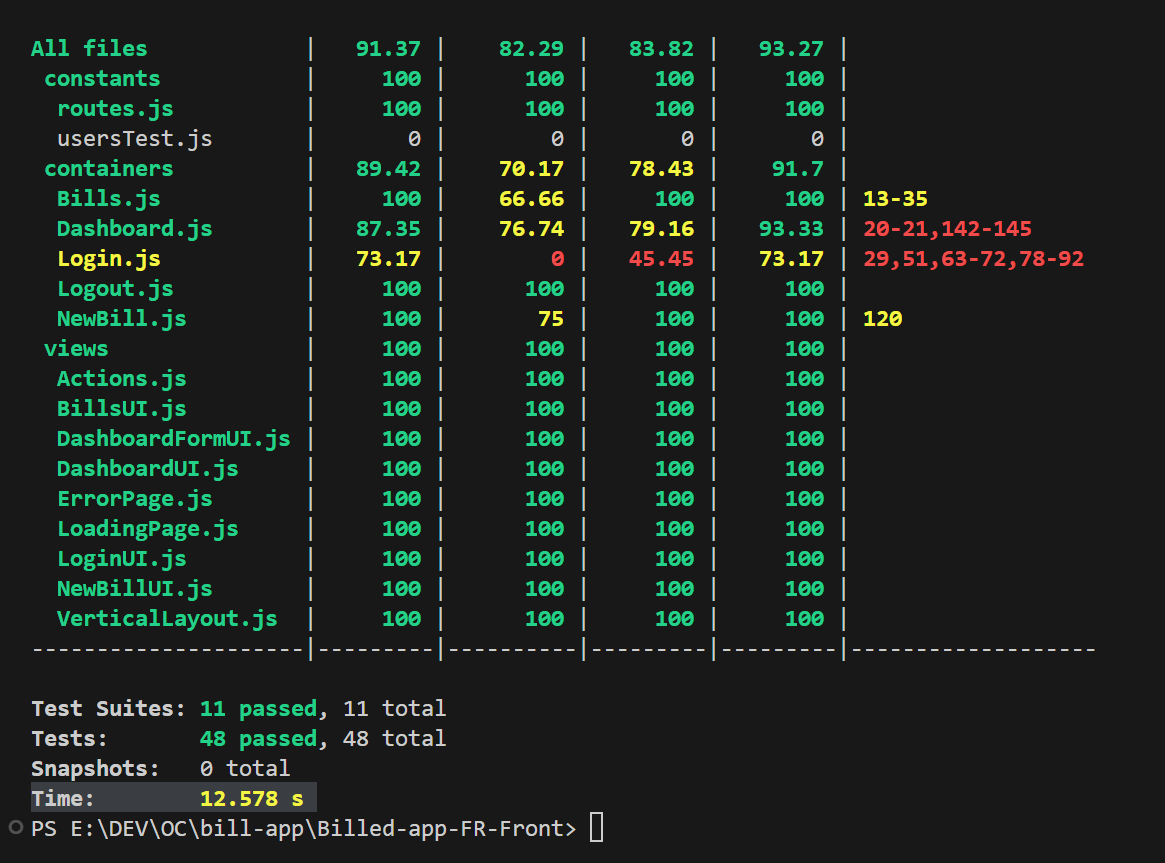 All files | 91.37 | 82.29 | 83.82 | 93.27 |
constants | 100 | 100 | 100 | 100 |
routes.js | 100 | 100 | 100 | 100 |
usersTest.js | 0 | 0 | 0 | 0 |
containers | 89.42 | 70.17 | 78.43 | 91.7 |
Bills.js | 100 | 66.66 | 100 | 100 | 13-35
Dashboard.js | 87.35 | 76.74 | 79.16 | 93.33 | 20-21,142-145
Login.js | 73.17 | 0 | 45.45 | 73.17 | 29,51,63-72,78-92
Logout.js | 100 | 100 | 100 | 100 |
NewBill.js | 100 | 75 | 100 | 100 | 120
views | 100 | 100 | 100 | 100 |
Actions.js | 100 | 100 | 100 | 100 |
BillsUI.js | 100 | 100 | 100 | 100 |
DashboardFormUI.js | 100 | 100 | 100 | 100 |
DashboardUI.js | 100 | 100 | 100 | 100 |
ErrorPage.js | 100 | 100 | 100 | 100 |
LoadingPage.js | 100 | 100 | 100 | 100 |
LoginUI.js | 100 | 100 | 100 | 100 |
NewBillUI.js | 100 | 100 | 100 | 100 |
VerticalLayout.js | 100 | 100 | 100 | 100 |
---------------------|---------|----------|---------|---------|-------------------
Test Suites: 11 passed, 11 total
Tests: 48 passed, 48 total
Snapshots: 0 total
Time: 12.578 s
PS E:\DEV\OC\bill-app\Billed-app-FR-Front>